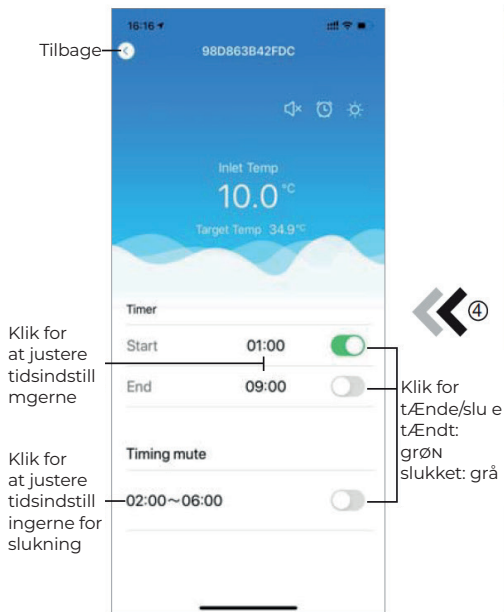 16:16
Tilbage
98D863B42FDC
Inlet Temp
10.0 °C
Target Temp 34.9°C
Timer
④
Klik for
at justere
tidsindstill
mgerne
Start 01:00
End 09:00
Klik for
tÆnde/slu e
tÆndt:
grøN
slukket: grå
Timing mute
Klik for
at justere
tidsindstill
ingerne for
slukning
02:00～06:00